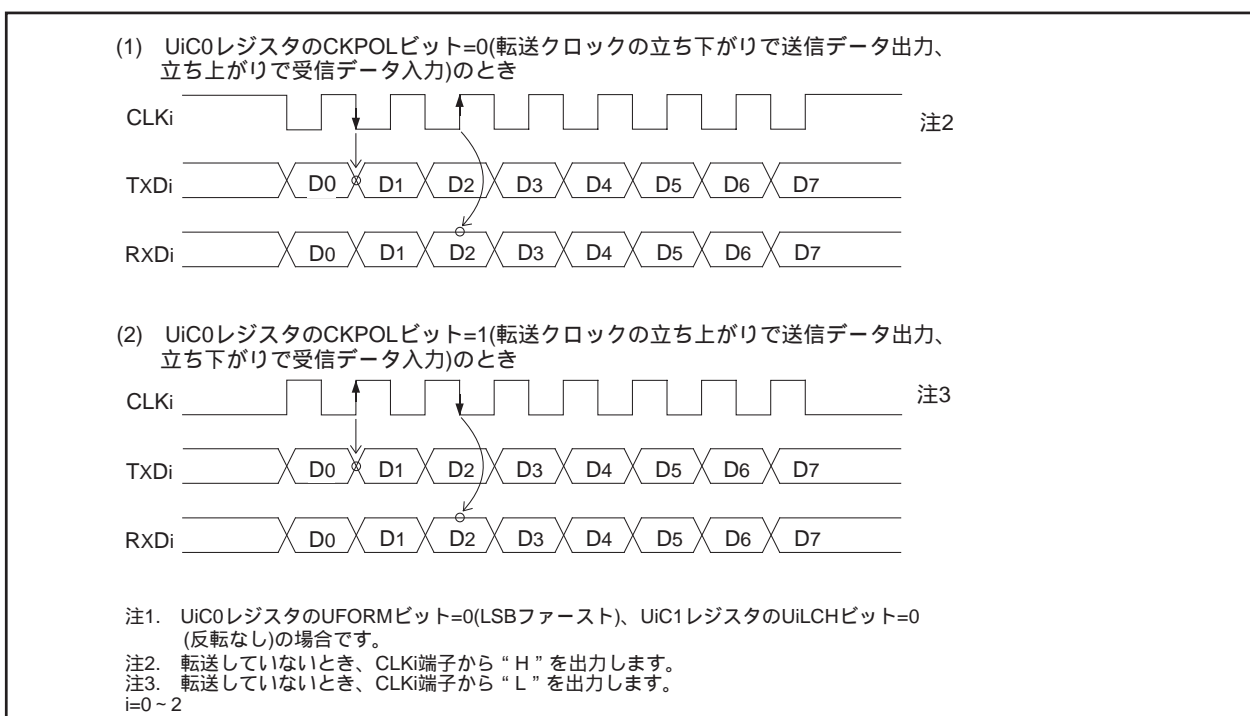 (1) UiC0レジスタのCKPOLビット=0(転送クロックの立ち下がりで送信データ出力、
立ち上がりで受信データ入力)のとき
CLKi 注2
TXDi D0 D1 D2 D3 D4 D5 D6 D7
RXDi D0 D1 D2 D3 D4 D5 D6 D7
(2) UiC0レジスタのCKPOLビット=1(転送クロックの立ち上がりで送信データ出力、
立ち下がりで受信データ入力)のとき
CLKi 注3
TXDi D0 D1 D2 D3 D4 D5 D6 D7
RXDi D0 D1 D2 D3 D4 D5 D6 D7
注1. UiC0レジスタのUFORMビット=0(LSBファースト)、UiC1レジスタのUiLCHビット=0
(反転なし)の場合です。
注2. 転送していないとき、CLKi端子から“H”を出力します。
注3. 転送していないとき、CLKi端子から“L”を出力します。
i=0~2